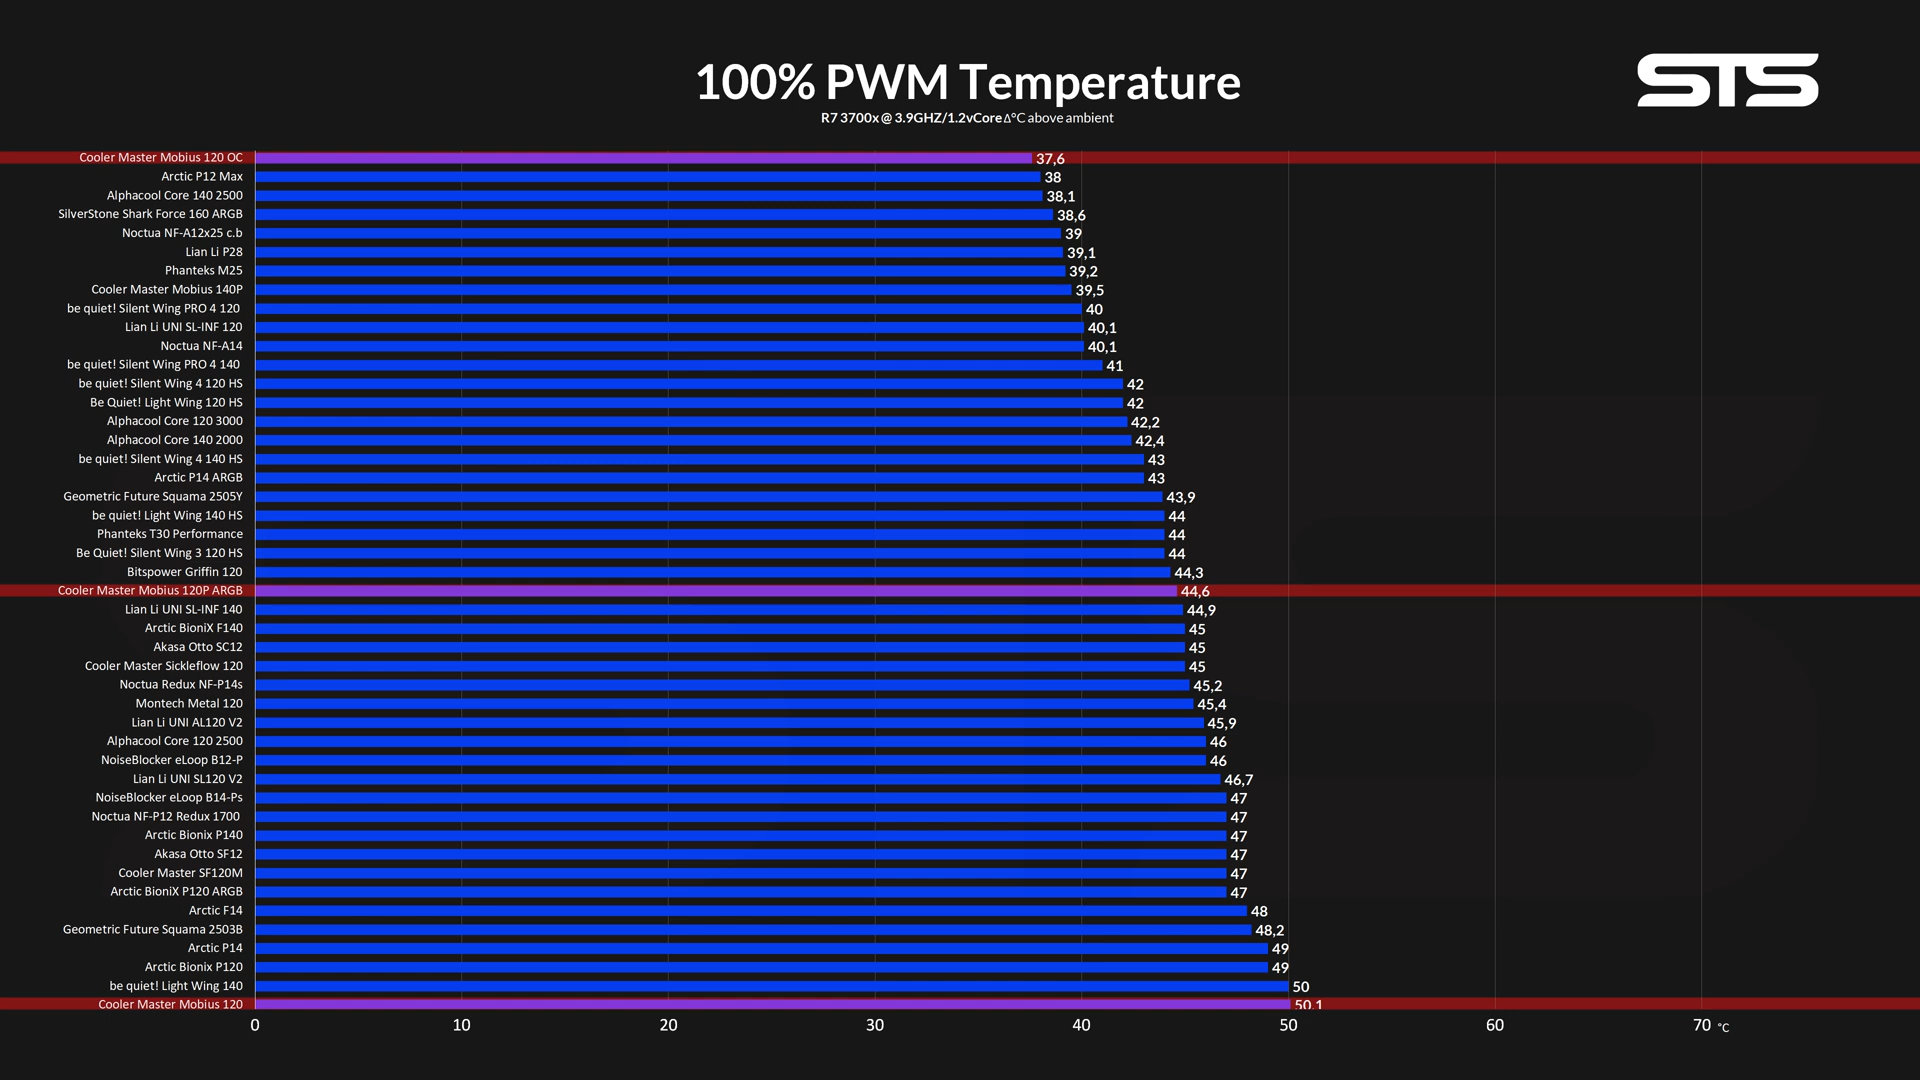 STS
100% PWM Temperature
R7 3700x @ 3.9GHZ/1.2vCore Δ°C above ambient
Cooler Master Mobius 120 OC 37,6
Arctic P12 Max 38
Alphacool Core 140 2500 38,1
SilverStone Shark Force 160 ARGB 38,6
Noctua NF-A12x25 c.b 39
Lian Li P28 39,1
Phanteks M25 39,2
Cooler Master Mobius 140P 39,5
be quiet! Silent Wing PRO 4 120 40
Lian Li UNI SL-INF 120 40,1
Noctua NF-A14 40,1
be quiet! Silent Wing PRO 4 140 41
be quiet! Silent Wing 4 120 HS 42
Be Quiet! Light Wing 120 HS 42
Alphacool Core 120 3000 42,2
Alphacool Core 140 2000 42,4
be quiet! Silent Wing 4 140 HS 43
Arctic P14 ARGB 43
Geometric Future Squama 2505Y 43,9
be quiet! Light Wing 140 HS 44
Phanteks T30 Performance 44
Be Quiet! Silent Wing 3 120 HS 44
Bitspower Griffin 120 44,3
Cooler Master Mobius 120P ARGB 44,6
Lian Li UNI SL-INF 140 44,9
Arctic BioniX F140 45
Akasa Otto SC12 45
Cooler Master Sickleflow 120 45
Noctua Redux NF-P14s 45,2
Montech Metal 120 45,4
Lian Li UNI AL120 V2 45,9
Alphacool Core 120 2500 46
NoiseBlocker eLoop B12-P 46
Lian Li UNI SL120 V2 46,7
NoiseBlocker eLoop B14-Ps 47
Noctua NF-P12 Redux 1700 47
Arctic Bionix P140 47
Akasa Otto SF12 47
Cooler Master SF120M 47
Arctic BioniX P120 ARGB 47
Arctic F14 48
Geometric Future Squama 2503B 48,2
Arctic P14 49
Arctic Bionix P120 49
be quiet! Light Wing 140 50
Cooler Master Mobius 120 50,1
0 10 20 30 40 50 60 70 °C